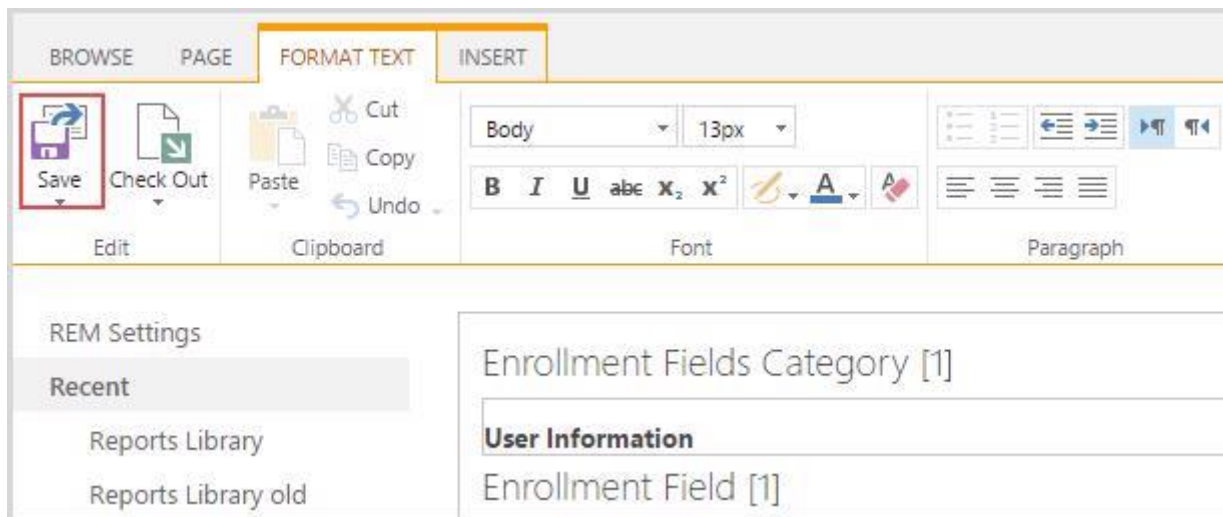 BROWSE PAGE FORMAT TEXT INSERT
Save
Check Out
Paste
Cut
Copy
Undo
Body 13px
B I U abc X₂ X²
A
A
Edit Clipboard Font Paragraph
REM Settings
Recent
Reports Library
Reports Library old
Enrollment Fields Category [1]
User Information
Enrollment Field [1]